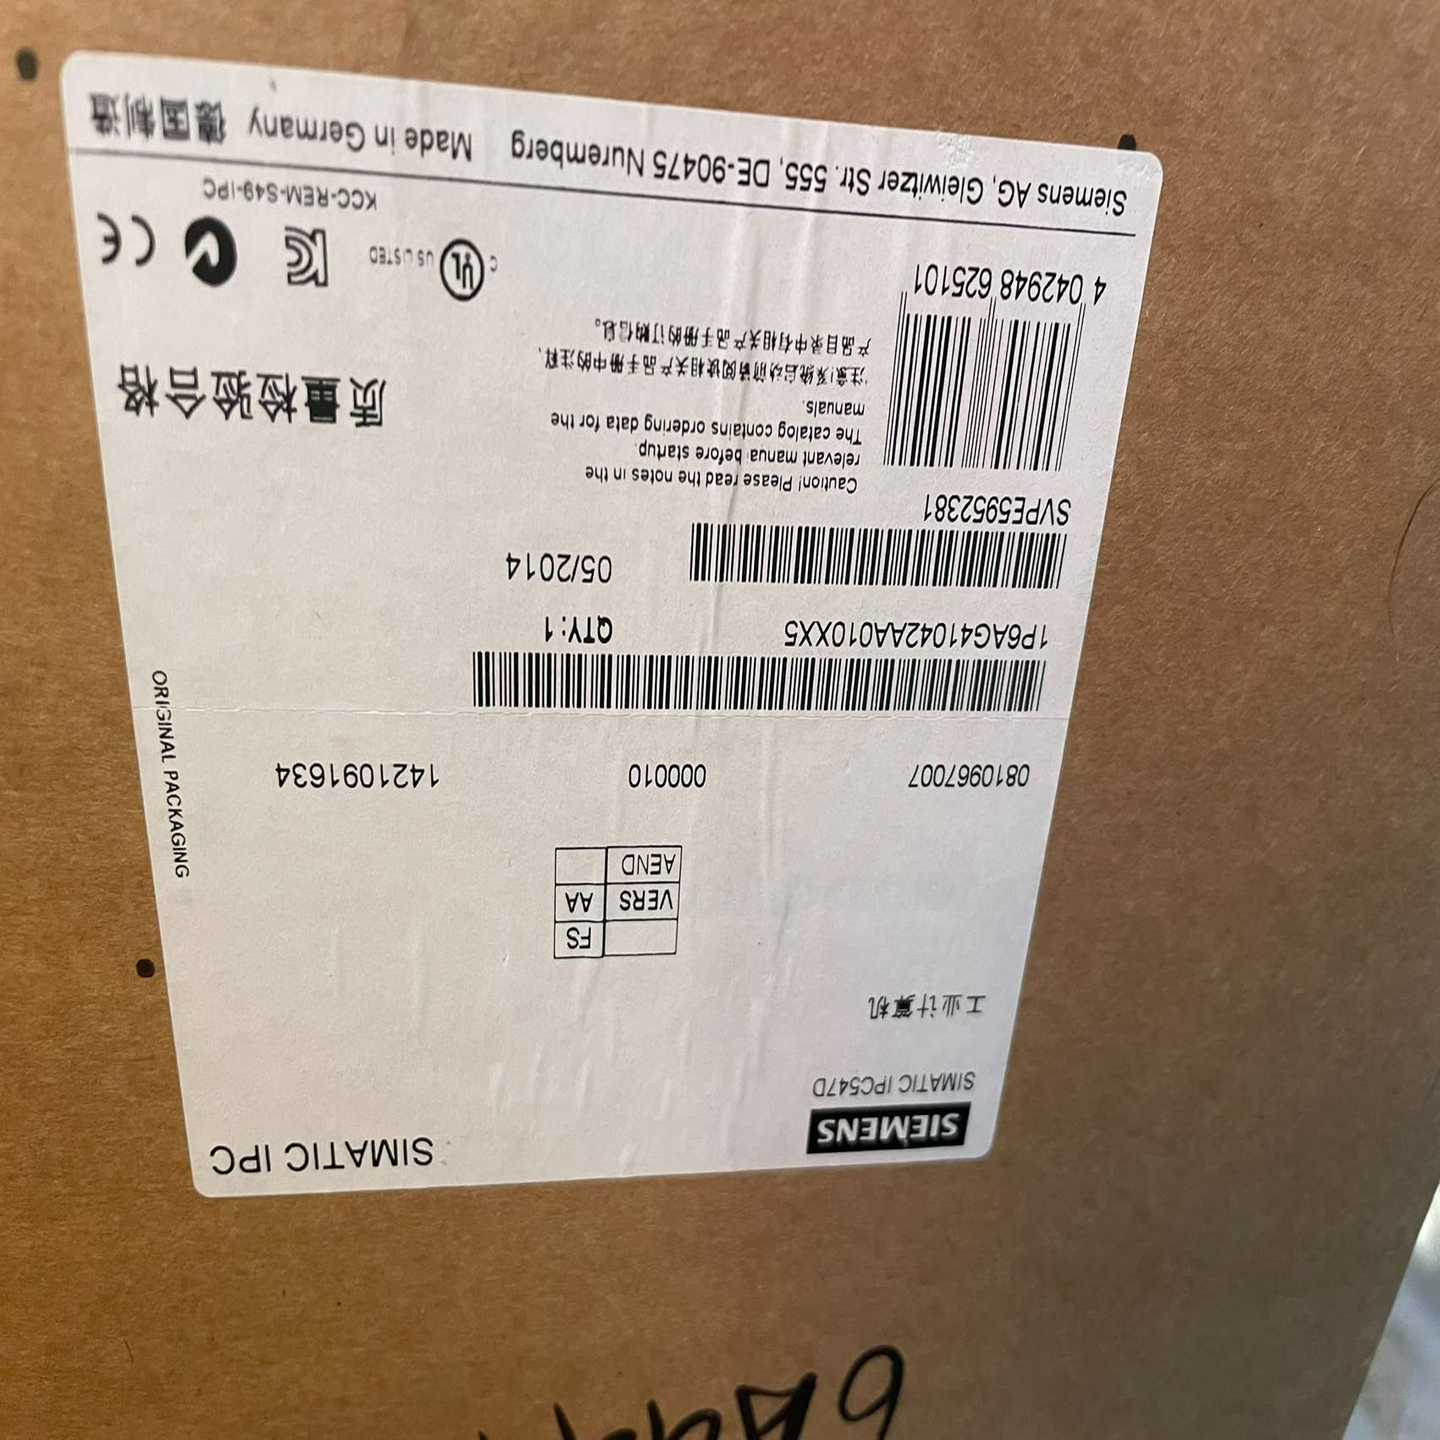 SIEMENS
SIMATIC IPC
SIMATIC IPC547D
工业计算机
FS
VERS AA
AEND
0810967007 000010 1421091634
ORIGINAL PACKAGING
1P6AG41042AA010XX5 QTY: 1
SVPE5952381 05/2014
Caution! Please read the notes in the
relevant manual before startup.
The catalog contains ordering data for the
manuals.
注意!系统启动前请阅读相关产品手册中的注释、
产品目录中有相关产品手册的订购信息。
质量检验合格
4 042948 625101
C UL US LISTED
KCC-REM-S49-IPC
CE
Siemens AG, Gleiwitzer Str. 555, DE-90475 Nuremberg Made in Germany 德国制造